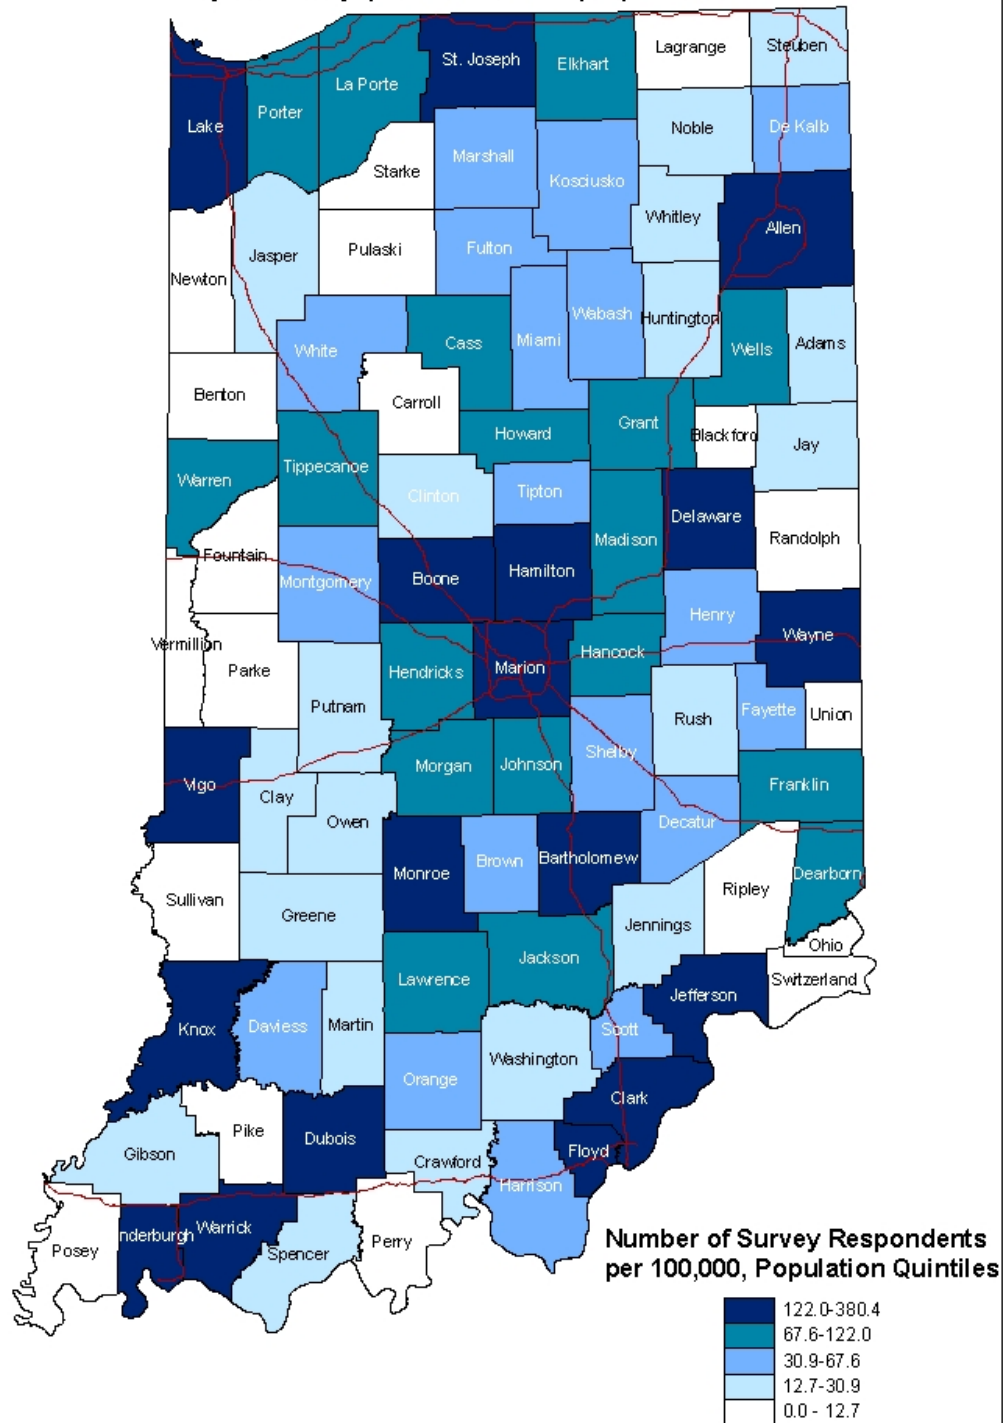 Lagrange
Steuben
St. Joseph
Elkhart
La Porte
Porter
Lake
Noble
De Kalb
Starke
Marshall
Kosciusko
Whitley
Allen
Jasper
Pulaski
Fulton
Newton
Wabash
Huntington
Miami
White
Cass
Wells
Adams
Benton
Carroll
Grant
Howard
Blackford
Jay
Warren
Tippecanoe
Clinton
Tipton
Delaware
Madison
Randolph
Fountain
Montgomery
Boone
Hamilton
Henry
Wayne
Vermillion
Parke
Hendricks
Marion
Hancock
Putnam
Rush
Fayette
Union
Shelby
Morgan
Johnson
Franklin
Vigo
Clay
Owen
Decatur
Monroe
Brown
Bartholomew
Dearborn
Ripley
Sullivan
Greene
Jennings
Ohio
Jackson
Lawrence
Switzerland
Jefferson
Knox
Daviess
Martin
Scott
Washington
Orange
Clark
Pike
Dubois
Gibson
Floyd
Crawford
Harrison
nderburgh
Warrick
Posey
Spencer
Perry
Number of Survey Respondents
per 100,000, Population Quintiles
122.0-380.4
67.6-122.0
30.9-67.6
12.7-30.9
0.0 - 12.7